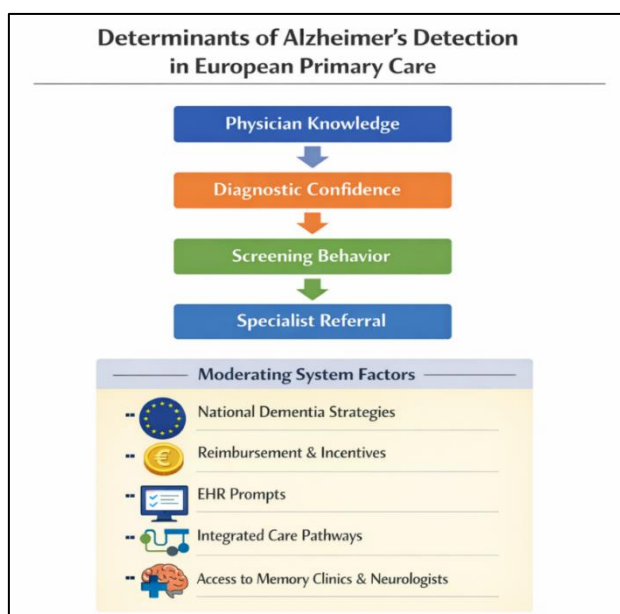 Determinants of Alzheimer's Detection
in European Primary Care
Physician Knowledge
Diagnostic Confidence
Screening Behavior
Specialist Referral
Moderating System Factors
National Dementia Strategies
€
Reimbursement & Incentives
EHR Prompts
Integrated Care Pathways
Access to Memory Clinics & Neurologists